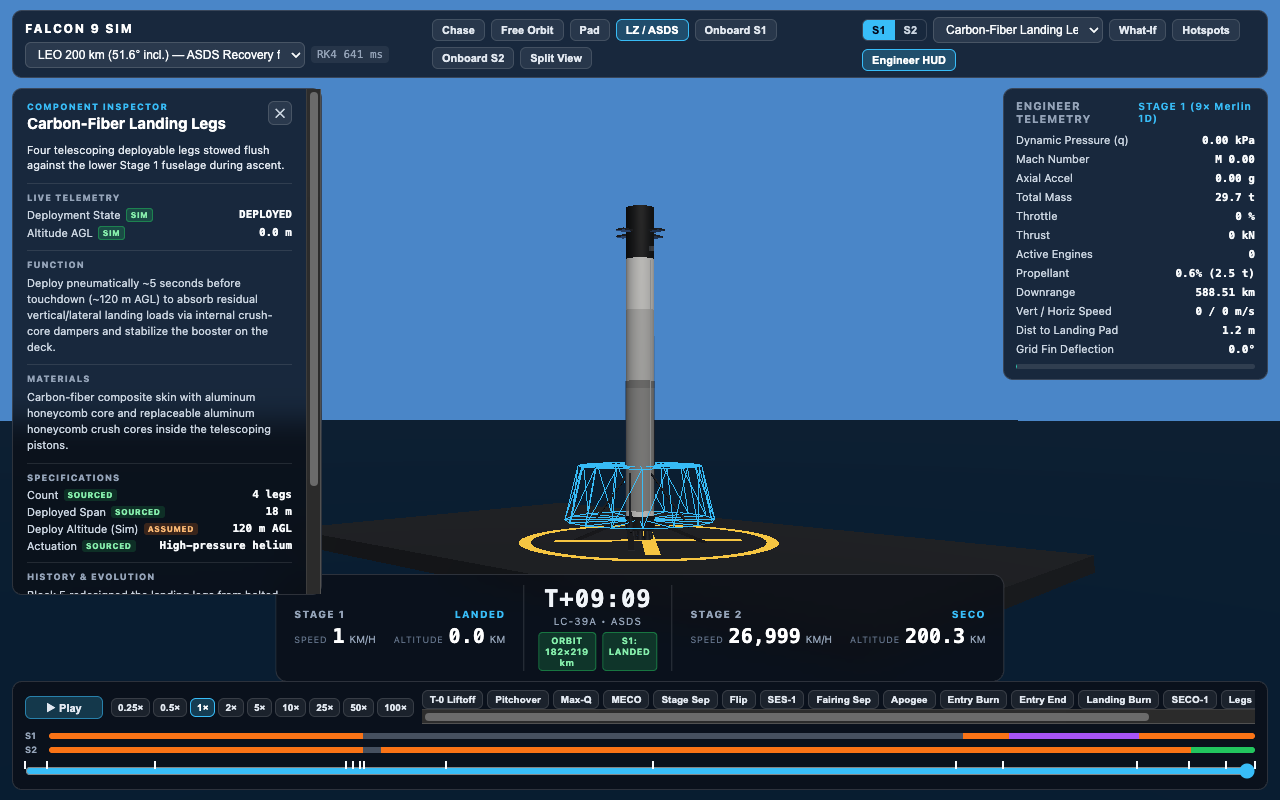 FALCON 9 SIM
LEO 200 km (51.6° incl.) — ASDS Recovery f
RK4 641 ms
Chase
Free Orbit
Pad
LZ / ASDS
Onboard S1
Onboard S2
Split View
S1
S2
Carbon-Fiber Landing Le
What-If
Hotspots
Engineer HUD
COMPONENT INSPECTOR
Carbon-Fiber Landing Legs
Four telescoping deployable legs stowed flush
against the lower Stage 1 fuselage during ascent.
LIVE TELEMETRY
Deployment State SIM DEPLOYED
Altitude AGL SIM 0.0 m
FUNCTION
Deploy pneumatically ~5 seconds before
touchdown (~120 m AGL) to absorb residual
vertical/lateral landing loads via internal crush-
core dampers and stabilize the booster on the
deck.
MATERIALS
Carbon-fiber composite skin with aluminum
honeycomb core and replaceable aluminum
honeycomb crush cores inside the telescoping
pistons.
SPECIFICATIONS
Count SOURCED 4 legs
Deployed Span SOURCED 18 m
Deploy Altitude (Sim) ASSUMED 120 m AGL
Actuation SOURCED High-pressure helium
HISTORY & EVOLUTION
Block 5 redesigned the landing legs from bolted
ENGINEER
TELEMETRY
STAGE 1 (9× Merlin
1D)
Dynamic Pressure (q) 0.00 kPa
Mach Number M 0.00
Axial Accel 0.00 g
Total Mass 29.7 t
Throttle 0 %
Thrust 0 kN
Active Engines 0
Propellant 0.6% (2.5 t)
Downrange 588.51 km
Vert / Horiz Speed 0 / 0 m/s
Dist to Landing Pad 1.2 m
Grid Fin Deflection 0.0°
STAGE 1 LANDED
SPEED 1 KM/H ALTITUDE 0.0 KM
T+09:09
LC-39A • ASDS
ORBIT
182×219
km
S1:
LANDED
STAGE 2 SECO
SPEED 26,999 KM/H ALTITUDE 200.3 KM
▶ Play
0.25×
0.5×
1×
2×
5×
10×
25×
50×
100×
T-0 Liftoff
Pitchover
Max-Q
MECO
Stage Sep
Flip
SES-1
Fairing Sep
Apogee
Entry Burn
Entry End
Landing Burn
SECO-1
Legs
S1
S2